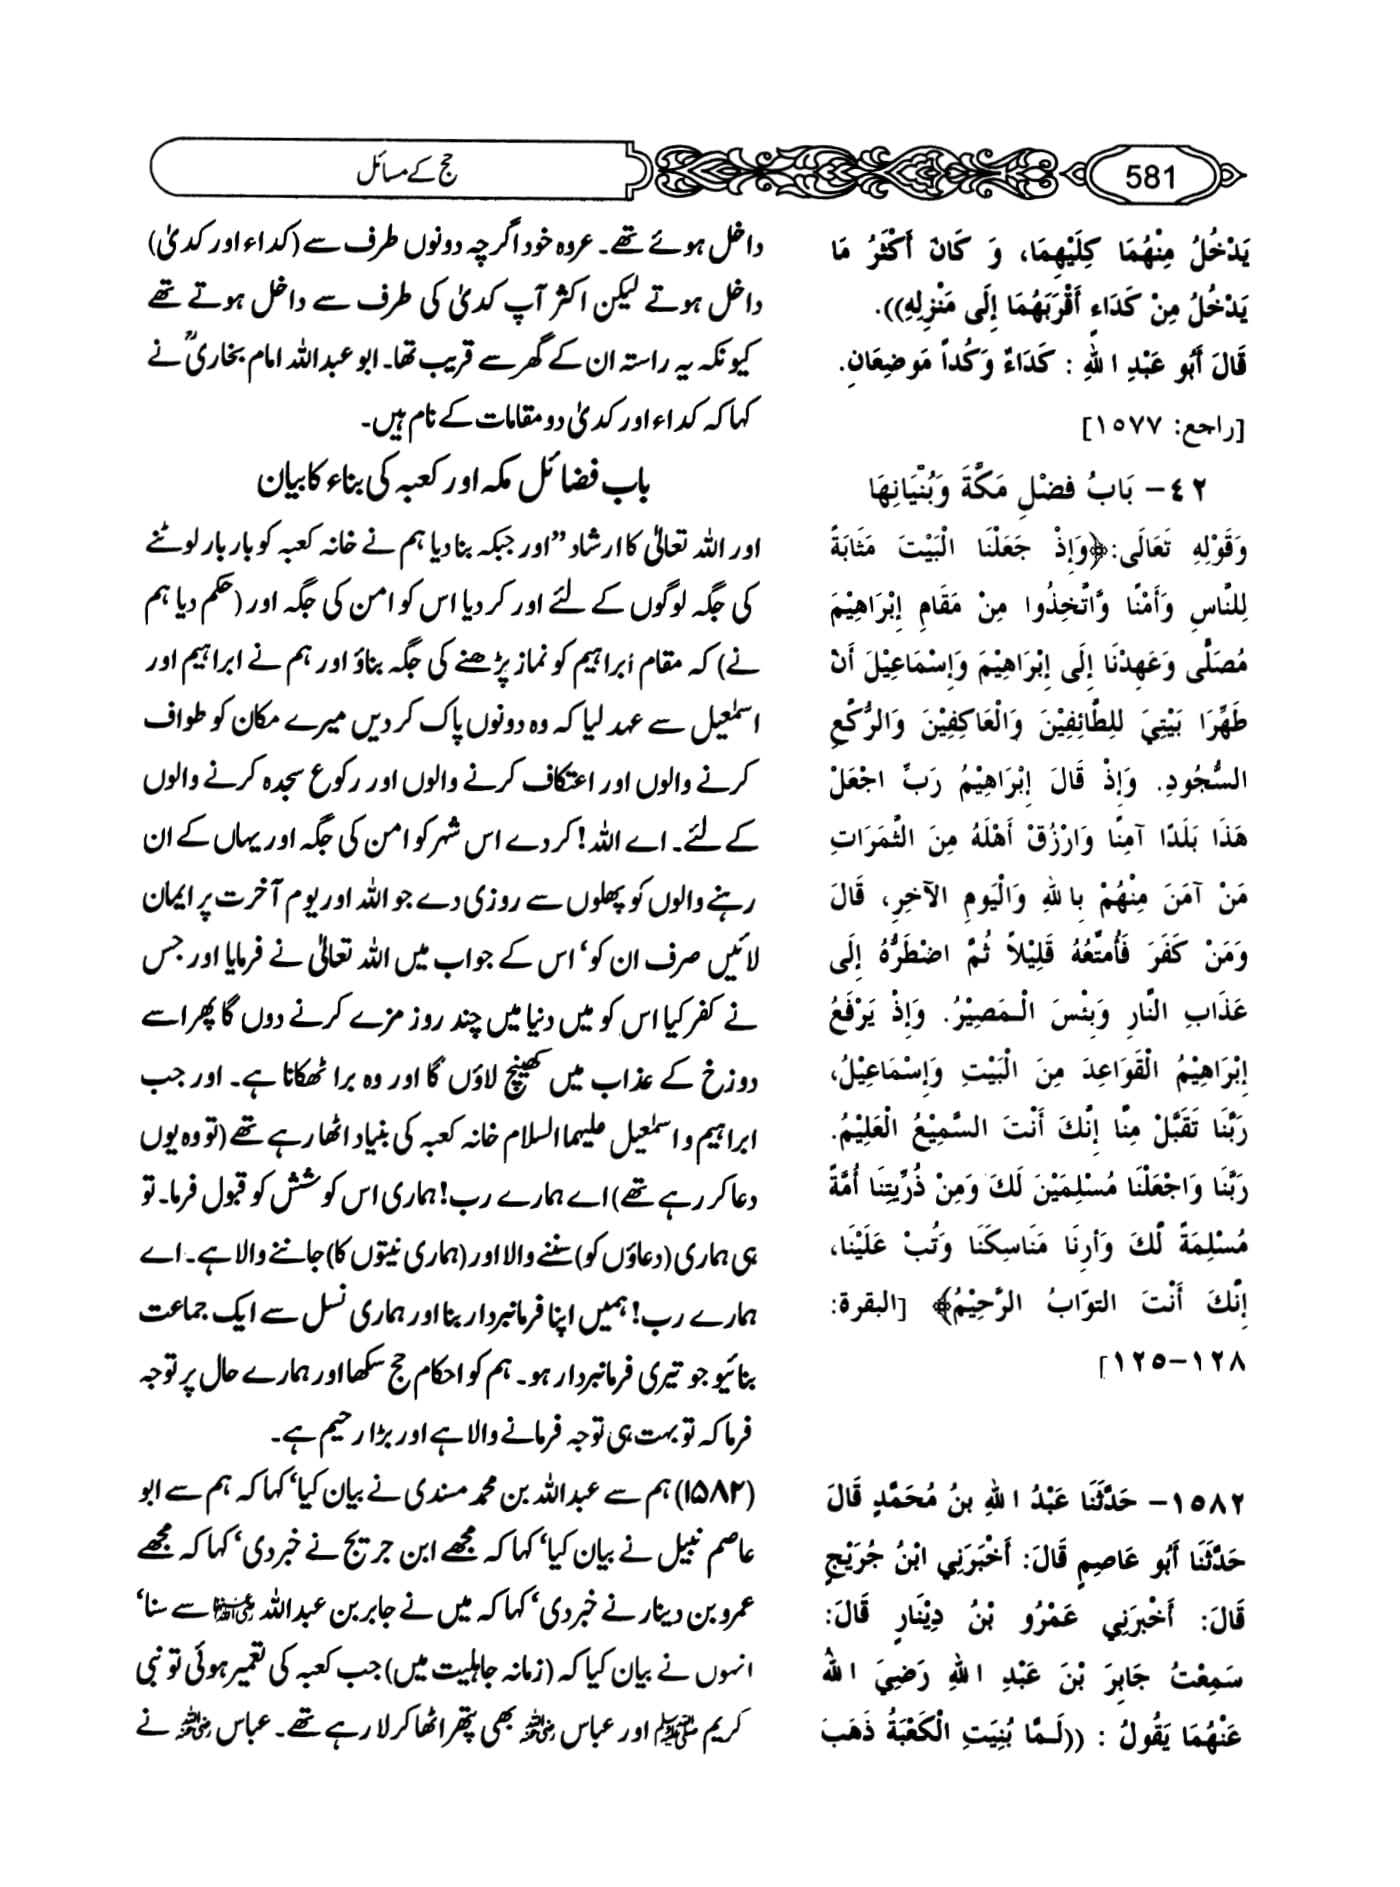 581
حج کے مسائل
یَدْخُلُ مِنْهُمَا كِلَيْهِمَا، وَ كَانَ أَكْثَرُ مَا
يَدْخُلُ مِنْ كَدَاءٍ أَقْرَبَهُمَا إِلَى مَنْزِلِهِ)).
قَالَ أَبُو عَبْدِ اللهِ : كَدَاءٌ وَكُداً مَوضِعَانِ.
[راجع: ١٥٧٧]
٤٢- بَابُ فَضْلِ مَكَّةَ وَبُنْيَانِهَا
وَقَوْلِهِ تَعَالَى:﴿وَإِذْ جَعَلْنَا الْبَيْتَ مَثَابَةً
لِلنَّاسِ وَأَمْنًا وَّاتَّخِذُوا مِنْ مَقَامِ إِبْرَاهِيْمَ
مُصَلًّى وَعَهِدْنَا إِلَى إِبْرَاهِيْمَ وَإِسْمَاعِيْلَ أَنْ
طَهِّرَا بَيْتِيَ لِلطَّائِفِيْنَ وَالْعَاكِفِيْنَ وَالرُّكَّعِ
السُّجُودِ. وَإِذْ قَالَ إِبْرَاهِيْمُ رَبِّ اجْعَلْ
هَذَا بَلَدًا آمِنًا وَارْزُقْ أَهْلَهُ مِنَ الثَّمَرَاتِ
مَنْ آمَنَ مِنْهُمْ بِاللهِ وَالْيَومِ الآخِرِ، قَالَ
وَمَنْ كَفَرَ فَأُمَتِّعُهُ قَلِيْلاً ثُمَّ اضْطَرُّهُ إِلَى
عَذَابِ النَّارِ وَبِئْسَ الْمَصِيْرُ. وَإِذْ يَرْفَعُ
إِبْرَاهِيْمُ الْقَوَاعِدَ مِنَ الْبَيْتِ وَإِسْمَاعِيْلُ،
رَبَّنَا تَقَبَّلْ مِنَّا إِنَّكَ أَنْتَ السَّمِيْعُ الْعَلِيْمُ.
رَبَّنَا وَاجْعَلْنَا مُسْلِمَيْنَ لَكَ وَمِنْ ذُرِّيَتِنَا أُمَّةً
مُسْلِمَةً لَّكَ وَأَرِنَا مَنَاسِكَنَا وَتُبْ عَلَيْنَا،
إِنَّكَ أَنْتَ التوّابُ الرَّحِيْمُ﴾ [البقرة:
١٢٥-١٢٨]
١٥٨٢- حَدَّثَنَا عَبْدُ اللهِ بنُ مُحَمَّدٍ قَالَ
حَدَّثَنَا أَبُو عَاصِمٍ قَالَ: أَخْبَرَنِي ابْنُ جُرَيْجٍ
قَالَ: أَخْبَرَنِي عَمْرُو بْنُ دِيْنَارٍ قَالَ:
سَمِعْتُ جَابِرَ بْنَ عَبْدِ اللهِ رَضِيَ اللهُ
عَنْهُمَا يَقُولُ : ((لَمَّا بُنِيَتِ الْكَعْبَةُ ذَهَبَ
داخل ہوئے تھے۔ عروہ خود اگرچہ دونوں طرف سے (کداء اور کدیٰ)
داخل ہوتے لیکن اکثر آپ کدیٰ کی طرف سے داخل ہوتے تھے
کیونکہ یہ راستہ ان کے گھر سے قریب تھا۔ ابو عبداللہ امام بخاریؒ نے
کہا کہ کداء اور کدیٰ دو مقامات کے نام ہیں۔
باب فضائل مکہ اور کعبہ کی بناء کا بیان
اور اللہ تعالیٰ کا ارشاد ”اور جبکہ بنا دیا ہم نے خانہ کعبہ کو بار بار لوٹنے
کی جگہ لوگوں کے لئے اور کر دیا اس کو امن کی جگہ اور (حکم دیا ہم
نے) کہ مقام ابراہیم کو نماز پڑھنے کی جگہ بناؤ اور ہم نے ابراہیم اور
اسمٰعیل سے عہد لیا کہ وہ دونوں پاک کر دیں میرے مکان کو طواف
کرنے والوں اور اعتکاف کرنے والوں اور رکوع سجدہ کرنے والوں
کے لئے۔ اے اللہ! کر دے اس شہر کو امن کی جگہ اور یہاں کے ان
رہنے والوں کو پھلوں سے روزی دے جو اللہ اور یوم آخرت پر ایمان
لائیں صرف ان کو‘ اس کے جواب میں اللہ تعالیٰ نے فرمایا اور جس
نے کفر کیا اس کو میں دنیا میں چند روز مزے کرنے دوں گا پھر اسے
دوزخ کے عذاب میں کھینچ لاؤں گا اور وہ برا ٹھکانا ہے۔ اور جب
ابراہیم و اسمٰعیل علیہما السلام خانہ کعبہ کی بنیاد اٹھا رہے تھے (تو وہ یوں
دعا کر رہے تھے) اے ہمارے رب! ہماری اس کوشش کو قبول فرما۔ تو
ہی ہماری (دعاؤں کو) سننے والا اور (ہماری نیتوں کا) جاننے والا ہے۔ اے
ہمارے رب! ہمیں اپنا فرمانبردار بنا اور ہماری نسل سے ایک جماعت
بنائیو جو تیری فرمانبردار ہو۔ ہم کو احکام حج سکھا اور ہمارے حال پر توجہ
فرما کہ تو بہت ہی توجہ فرمانے والا ہے اور بڑا رحیم ہے۔
(۱۵۸۲) ہم سے عبداللہ بن محمد مسندی نے بیان کیا‘ کہا کہ ہم سے ابو
عاصم نبیل نے بیان کیا‘ کہا کہ مجھے ابن جریج نے خبر دی‘ کہا کہ مجھے
عمرو بن دینار نے خبر دی‘ کہا کہ میں نے جابر بن عبداللہ رضی اللہ عنہما سے سنا‘
انہوں نے بیان کیا کہ (زمانہ جاہلیت میں) جب کعبہ کی تعمیر ہوئی تو نبی
کریم ﷺ اور عباس رضی اللہ عنہ بھی پتھر اٹھا کر لا رہے تھے۔ عباس رضی اللہ عنہ نے